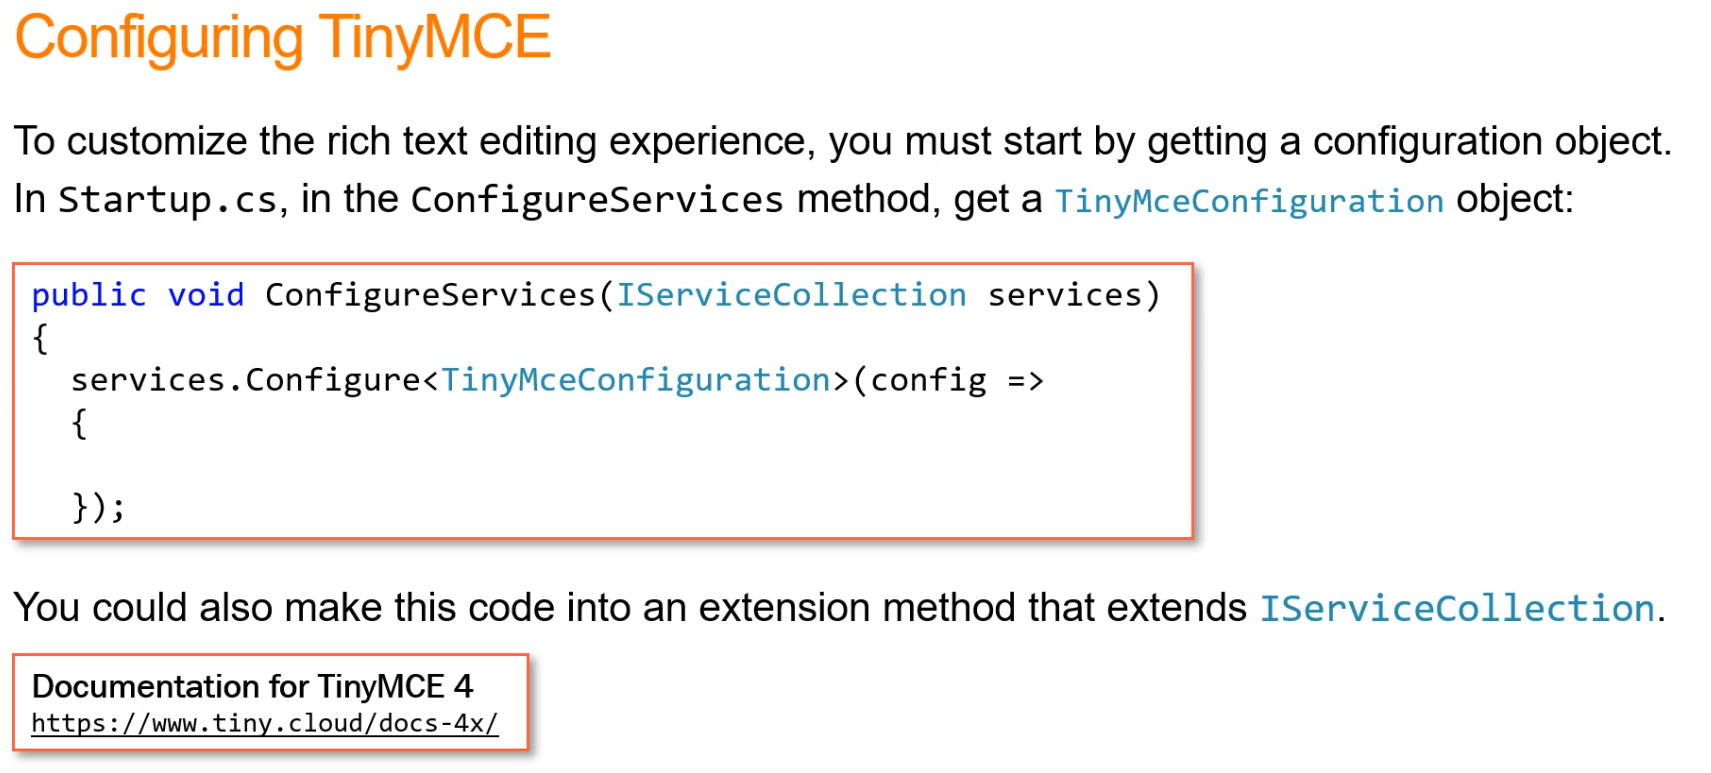 Configuring TinyMCE
To customize the rich text editing experience, you must start by getting a configuration object.
In Startup.cs, in the ConfigureServices method, get a TinyMceConfiguration object:
public void ConfigureServices(IServiceCollection services)
{
  services.Configure<TinyMceConfiguration>(config =>
  {
  });
You could also make this code into an extension method that extends IServiceCollection.
Documentation for TinyMCE 4
https://www.tiny.cloud/docs-4x/